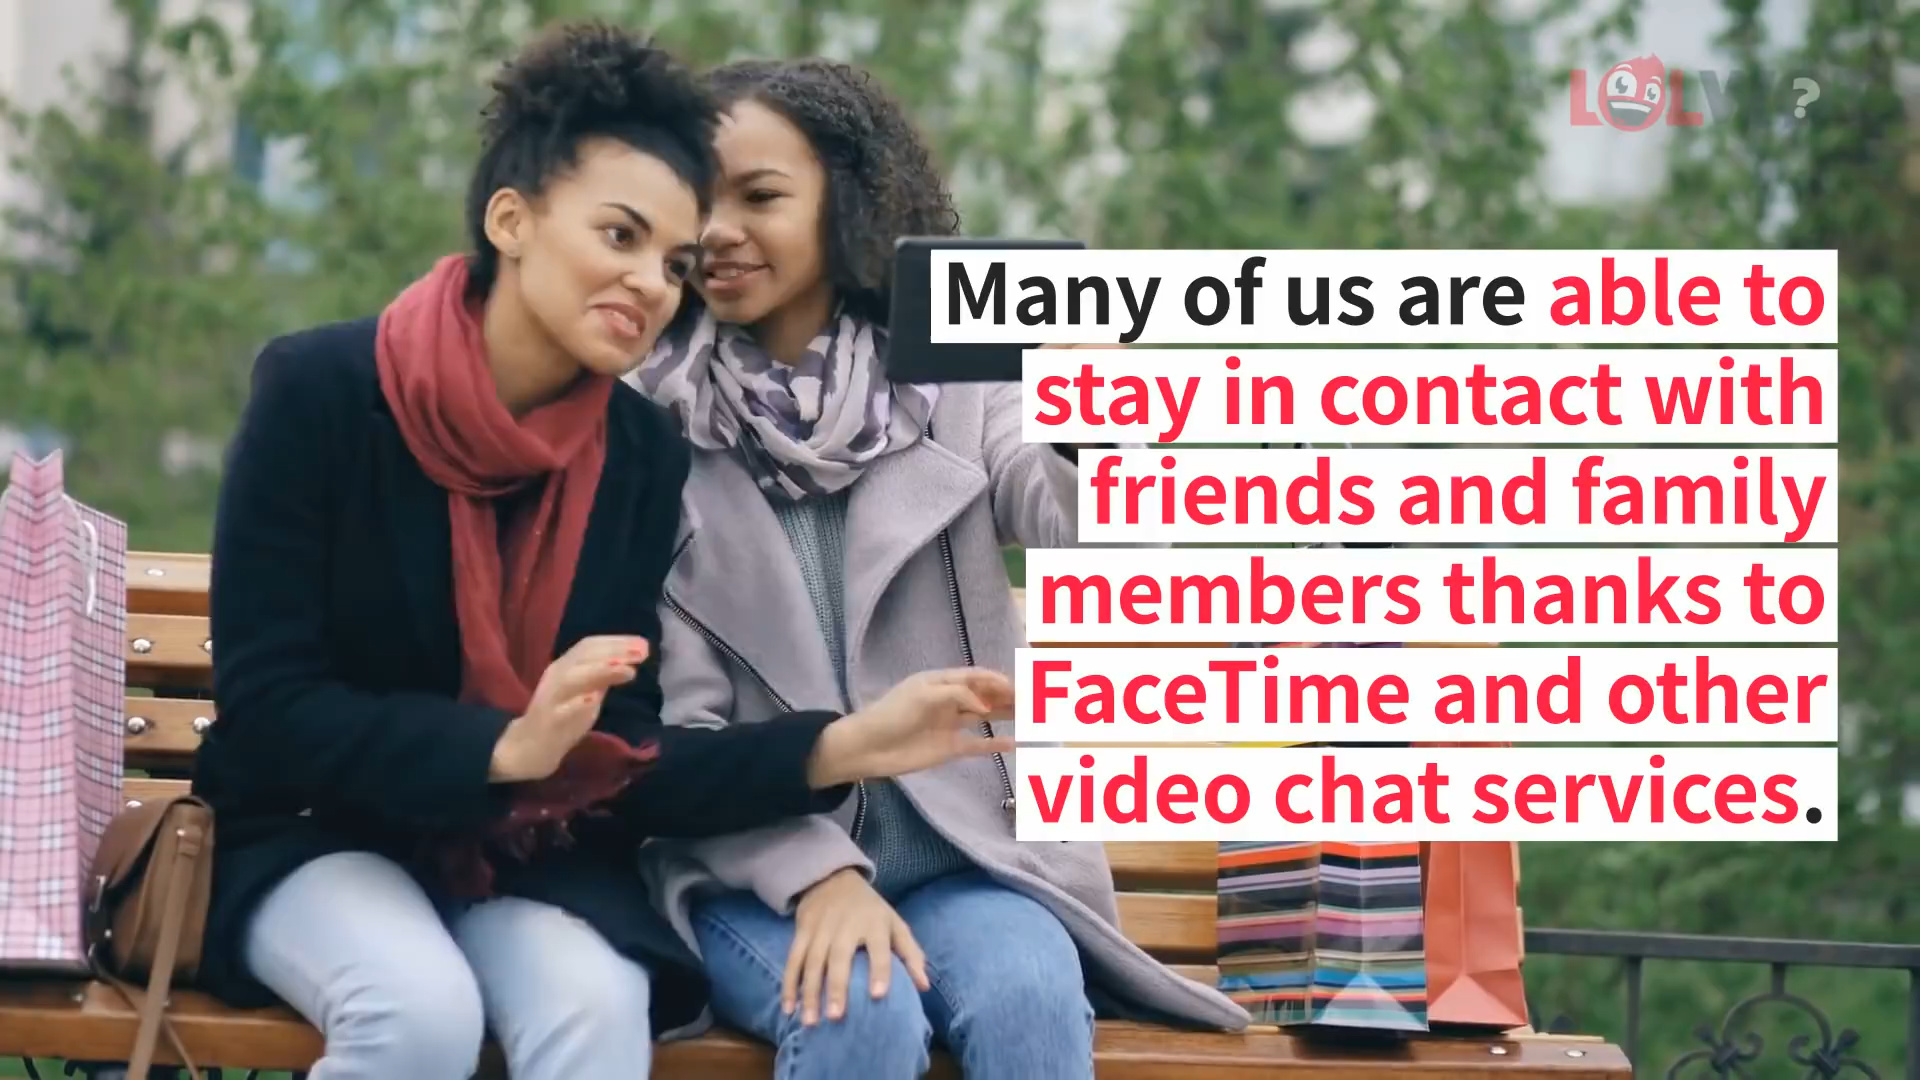 Many of us are able to
stay in contact with
friends and family
members thanks to
FaceTime and other
video chat services.